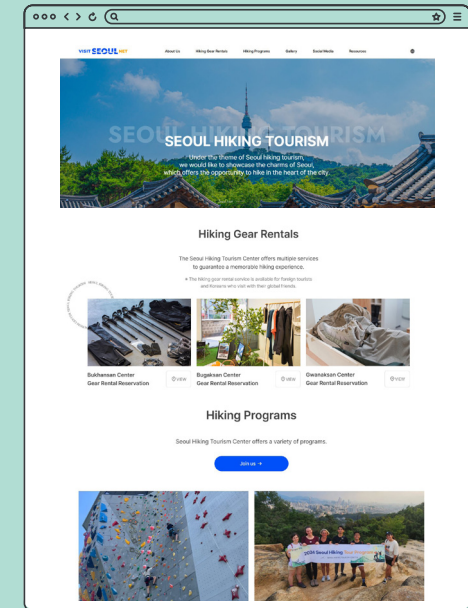 VISIT SEOUL NET
About Us
Hiking Gear Rentals
Hiking Programs
Gallery
Social Media
Resources
SEOUL HIKING TOURISM
SEOUL HIKING TOURISM
Under the theme of Seoul hiking tourism,
we would like to showcase the charms of Seoul,
which offers the opportunity to hike in the heart of the city.
Hiking Gear Rentals
The Seoul Hiking Tourism Center offers multiple services
to guarantee a memorable hiking experience.
※ The hiking gear rental service is available for foreign tourists
and Koreans who visit with their global friends.
Bukhansan Center
Gear Rental Reservation
VIEW
Bugaksan Center
Gear Rental Reservation
VIEW
Gwanaksan Center
Gear Rental Reservation
VIEW
Hiking Programs
Seoul Hiking Tourism Center offers a variety of programs.
Join us →
2024 Seoul Hiking